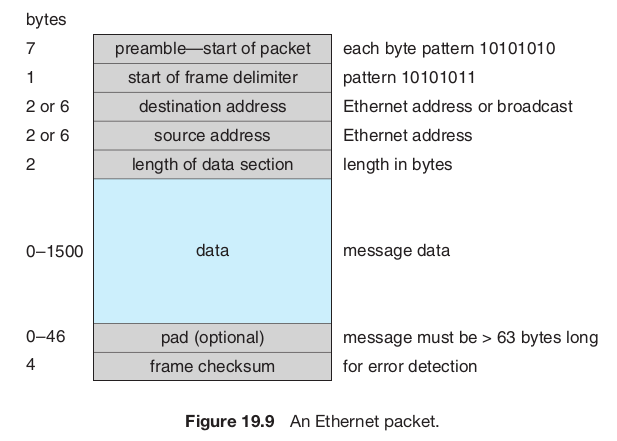 bytes
7 preamble—start of packet each byte pattern 10101010
1 start of frame delimiter pattern 10101011
2 or 6 destination address Ethernet address or broadcast
2 or 6 source address Ethernet address
2 length of data section length in bytes
0–1500 data message data
0–46 pad (optional) message must be > 63 bytes long
4 frame checksum for error detection
Figure 19.9 An Ethernet packet.